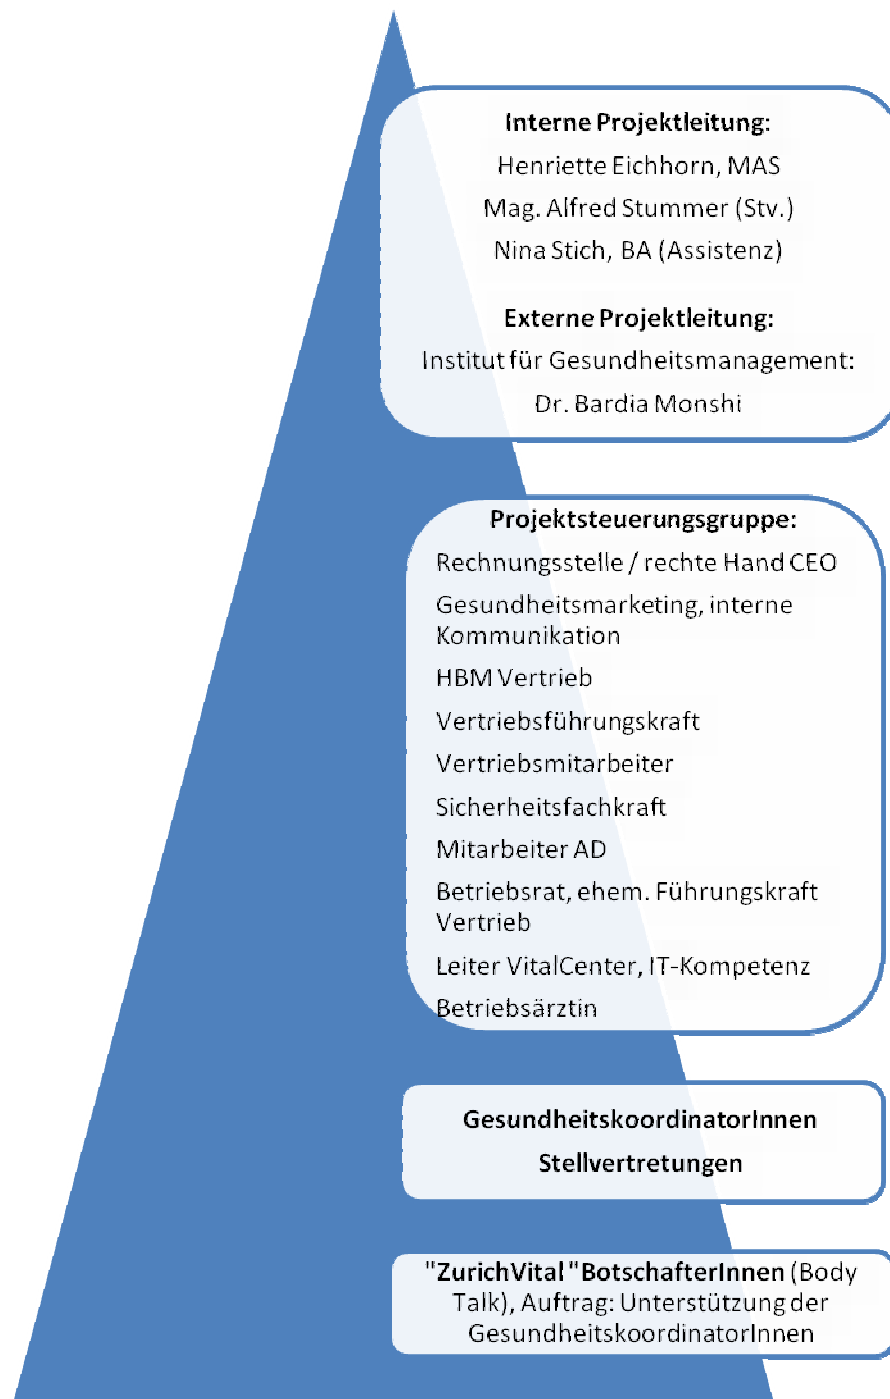 Interne Projektleitung:
Henriette Eichhorn, MAS
Mag. Alfred Stummer (Stv.)
Nina Stich, BA (Assistenz)
Externe Projektleitung:
Institut für Gesundheitsmanagement:
Dr. Bardia Monshi
Projektsteuerungsgruppe:
Rechnungsstelle / rechte Hand CEO
Gesundheitsmarketing, interne
Kommunikation
HBM Vertrieb
Vertriebsführungskraft
Vertriebsmitarbeiter
Sicherheitsfachkraft
Mitarbeiter AD
Betriebsrat, ehem. Führungskraft
Vertrieb
Leiter VitalCenter, IT-Kompetenz
Betriebsärztin
GesundheitskoordinatorInnen
Stellvertretungen
"ZurichVital"BotschafterInnen (Body
Talk), Auftrag: Unterstützung der
GesundheitskoordinatorInnen